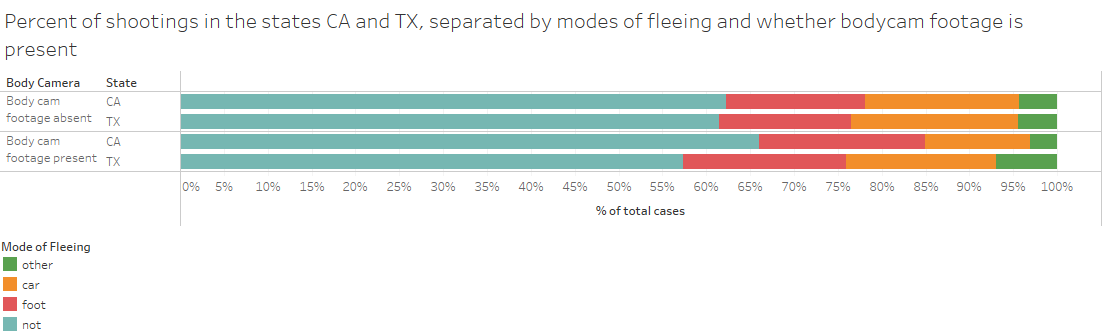 Percent of shootings in the states CA and TX, separated by modes of fleeing and whether bodycam footage is
present
Body Camera State
Body cam CA
footage absent TX
Body cam CA
footage present TX
0% 5% 10% 15% 20% 25% 30% 35% 40% 45% 50% 55% 60% 65% 70% 75% 80% 85% 90% 95% 100%
% of total cases
Mode of Fleeing
other
car
foot
not